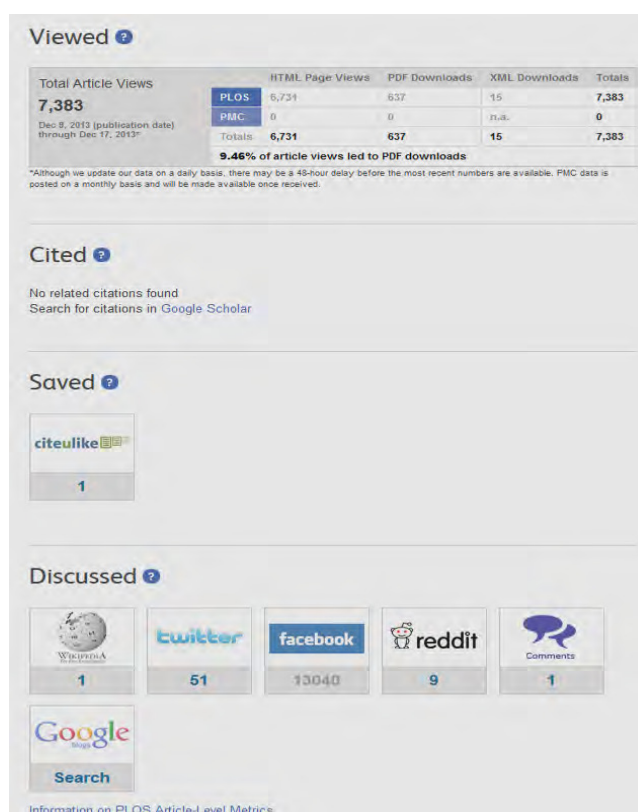 Viewed ?
Total Article Views
7,383
Dec 9, 2013 (publication date)
through Dec 17, 2013*
HTML Page Views PDF Downloads XML Downloads Totals
PLOS 6,731 637 15 7,383
PMC 0 0 n.a. 0
Totals 6,731 637 15 7,383
9.46% of article views led to PDF downloads
*Although we update our data on a daily basis, there may be a 48-hour delay before the most recent numbers are available. PMC data is
posted on a monthly basis and will be made available once received.
Cited ?
No related citations found
Search for citations in Google Scholar
Saved ?
citeulike
1
Discussed ?
WIKIPEDIA
twitter
facebook
reddit
Comments
1 51 13040 9 1
Google
blogs
Search
Information on PLOS Article-Level Metrics